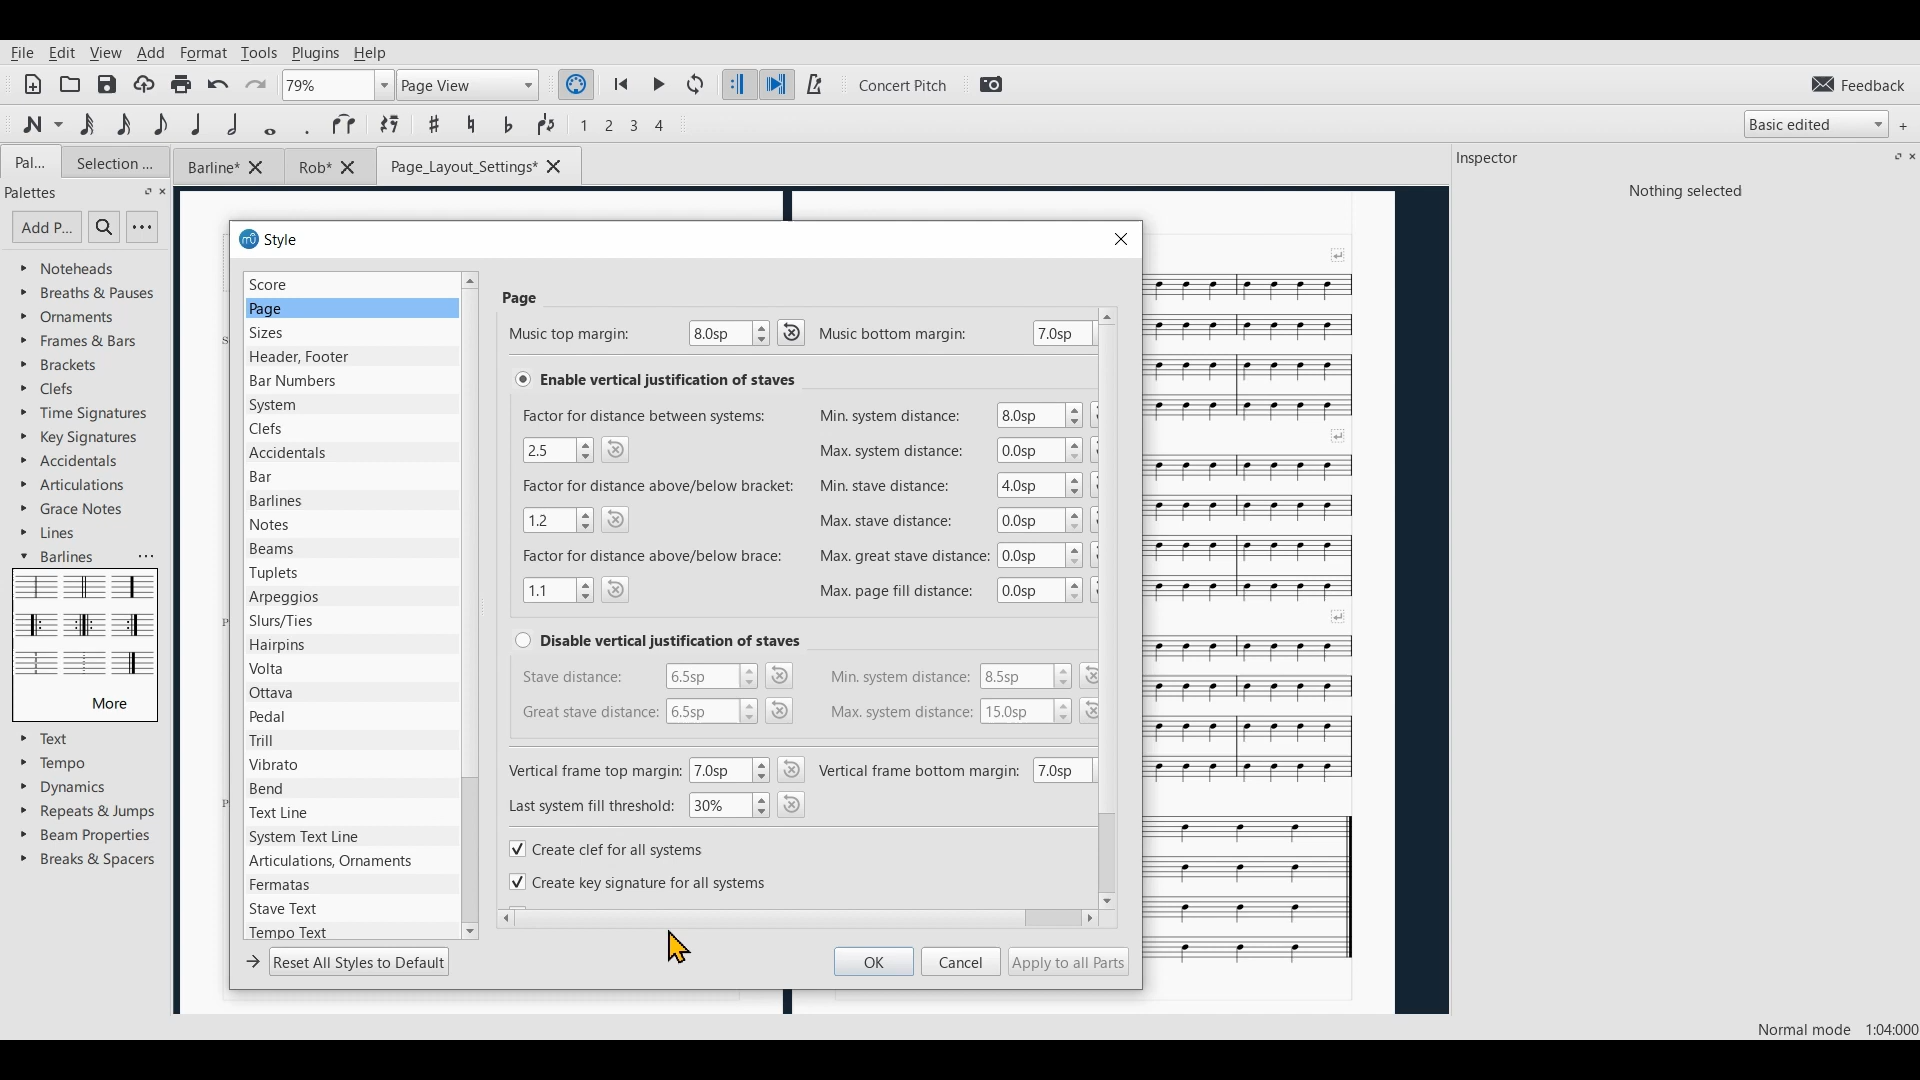 File Edit View Add Format Tools Plugins Help
79% Page View Concert Pitch Feedback
1 2 3 4 Basic edited +
Pal... Selection ... Barline* Rob* Page_Layout_Settings* Inspector
Palettes Nothing selected
Add P... ...
Noteheads
Breaths & Pauses
Ornaments
Frames & Bars
Brackets
Clefs
Time Signatures
Key Signatures
Accidentals
Articulations
Grace Notes
Lines
Barlines ...
More
Text
Tempo
Dynamics
Repeats & Jumps
Beam Properties
Breaks & Spacers
Style
Score
Page
Sizes
Header, Footer
Bar Numbers
System
Clefs
Accidentals
Bar
Barlines
Notes
Beams
Tuplets
Arpeggios
Slurs/Ties
Hairpins
Volta
Ottava
Pedal
Trill
Vibrato
Bend
Text Line
System Text Line
Articulations, Ornaments
Fermatas
Stave Text
Tempo Text
Page
Music top margin: 8.0sp Music bottom margin: 7.0sp
Enable vertical justification of staves
Factor for distance between systems: Min. system distance: 8.0sp
2.5 Max. system distance: 0.0sp
Factor for distance above/below bracket: Min. stave distance: 4.0sp
1.2 Max. stave distance: 0.0sp
Factor for distance above/below brace: Max. great stave distance: 0.0sp
1.1 Max. page fill distance: 0.0sp
Disable vertical justification of staves
Stave distance: 6.5sp Min. system distance: 8.5sp
Great stave distance: 6.5sp Max. system distance: 15.0sp
Vertical frame top margin: 7.0sp Vertical frame bottom margin: 7.0sp
Last system fill threshold: 30%
Create clef for all systems
Create key signature for all systems
Reset All Styles to Default OK Cancel Apply to all Parts
Normal mode 1:04:000